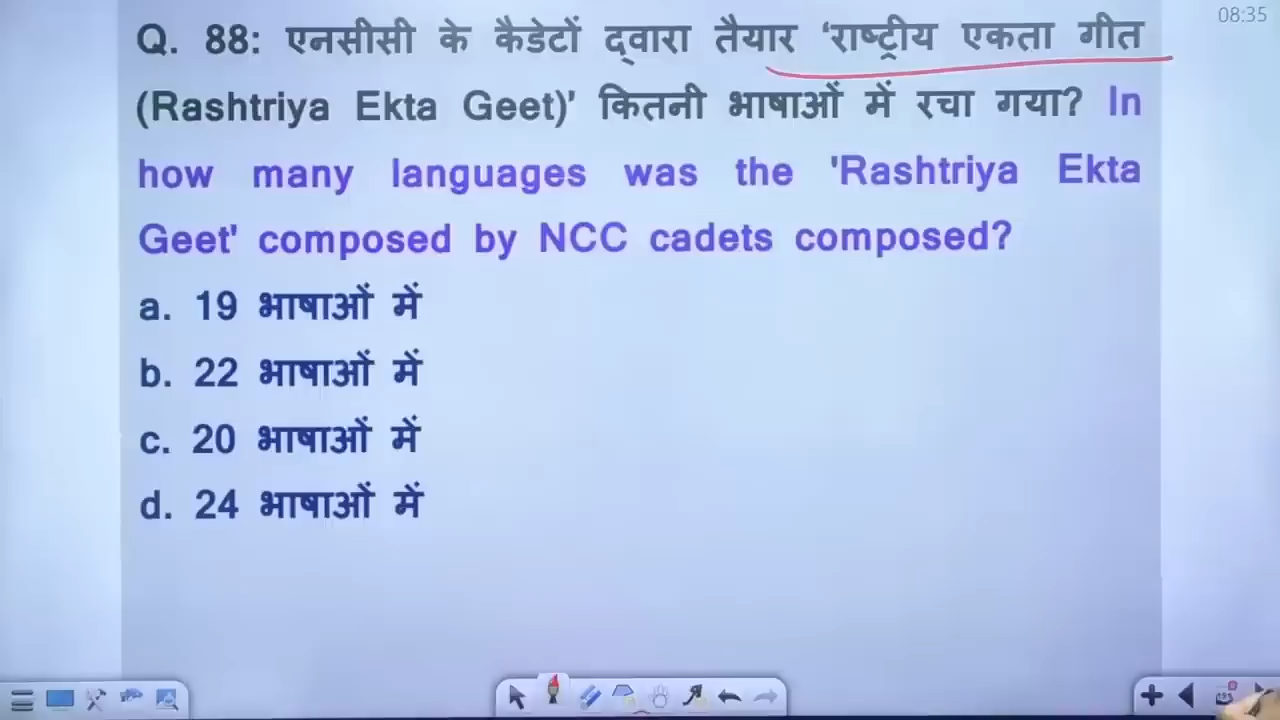 08:35
Q. 88: एनसीसी के कैडेटों द्वारा तैयार 'राष्ट्रीय एकता गीत
(Rashtriya Ekta Geet)' कितनी भाषाओं में रचा गया? In
how many languages was the 'Rashtriya Ekta
Geet' composed by NCC cadets composed?
a. 19 भाषाओं में
b. 22 भाषाओं में
c. 20 भाषाओं में
d. 24 भाषाओं में